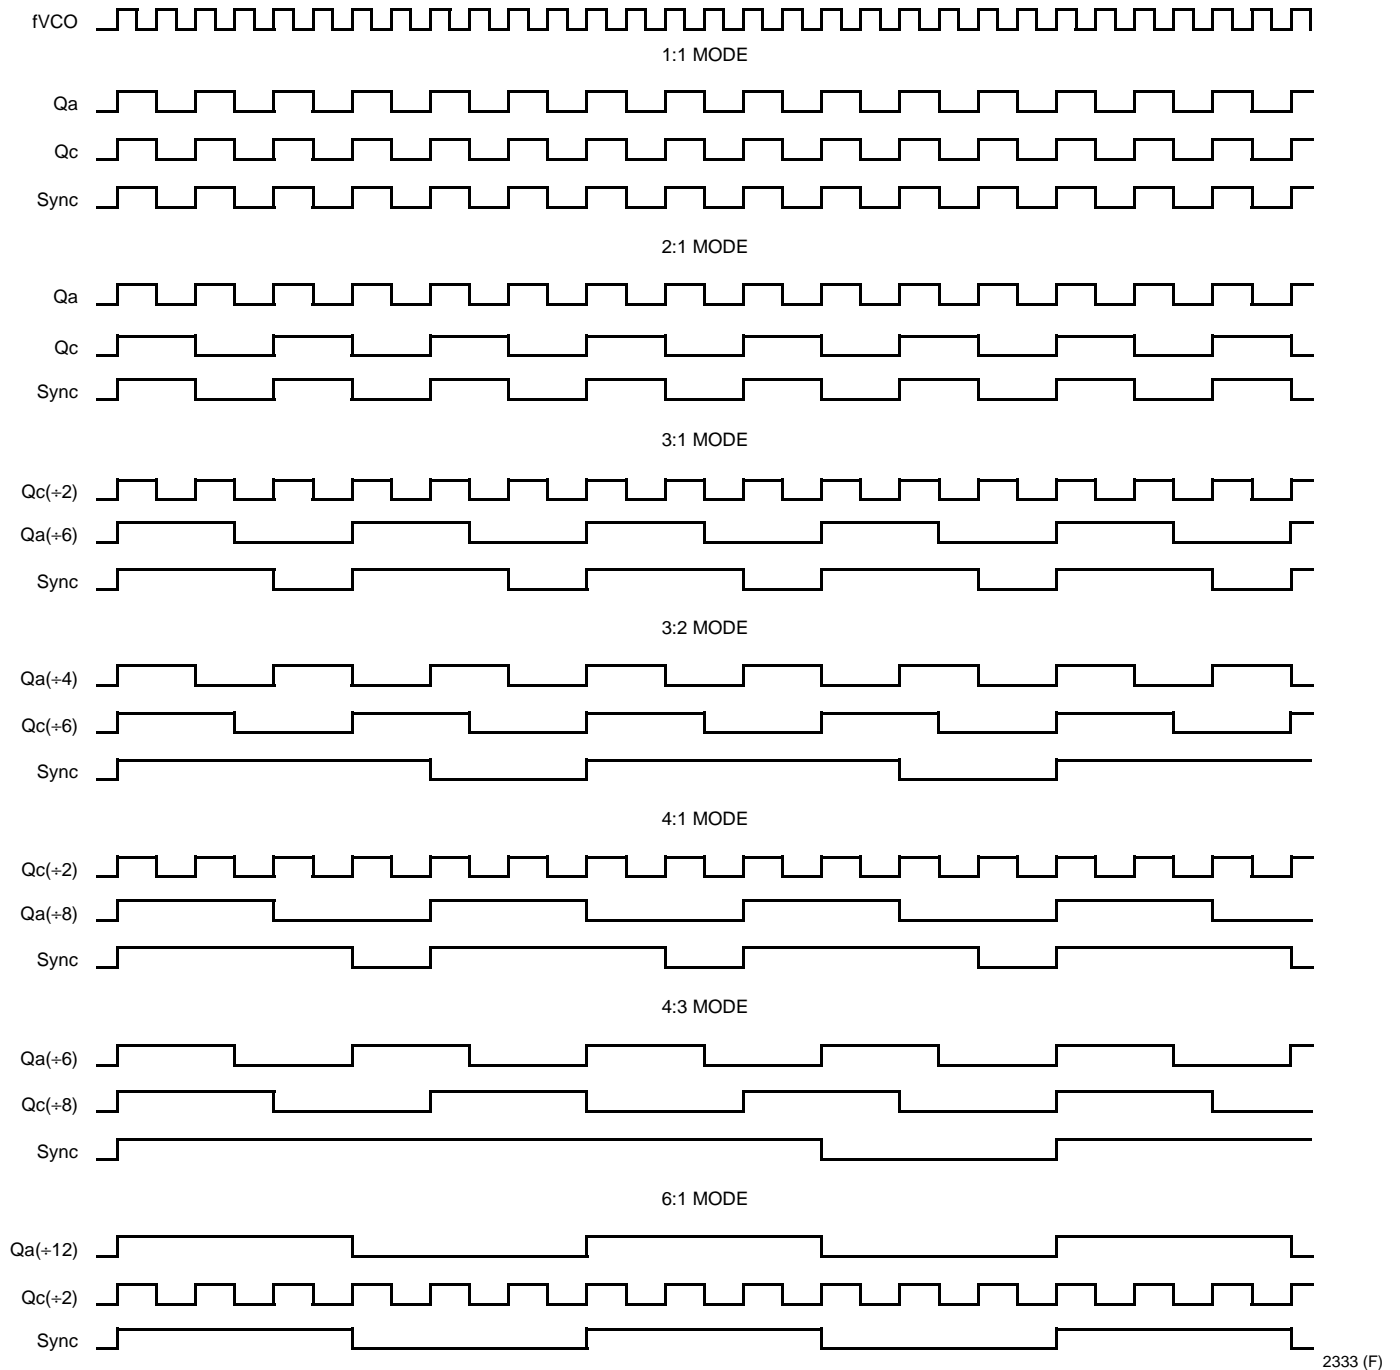 fVCO
1:1 MODE
Qa
Qc
Sync
2:1 MODE
Qa
Qc
Sync
3:1 MODE
Qc(÷2)
Qa(÷6)
Sync
3:2 MODE
Qa(÷4)
Qc(÷6)
Sync
4:1 MODE
Qc(÷2)
Qa(÷8)
Sync
4:3 MODE
Qa(÷6)
Qc(÷8)
Sync
6:1 MODE
Qa(÷12)
Qc(÷2)
Sync
2333 (F)